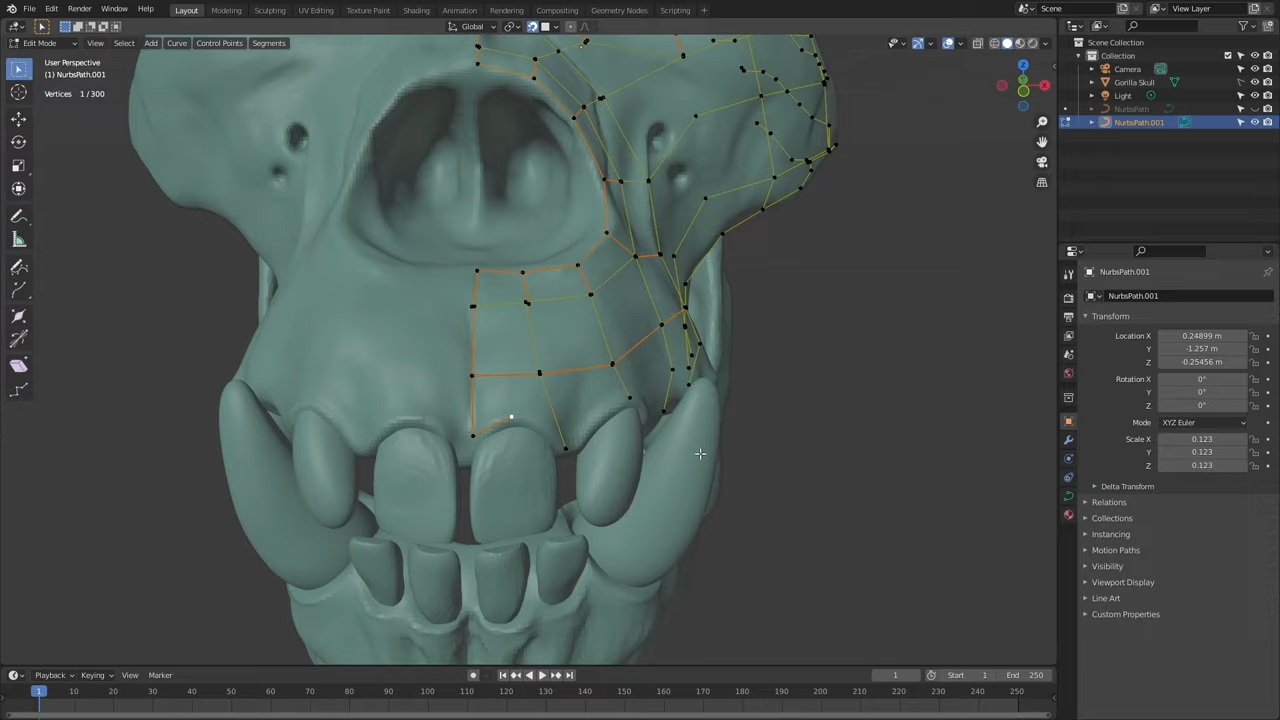 File Edit Render Window Help Layout Modeling Sculpting UV Editing Texture Paint Shading Animation Rendering Compositing Geometry Nodes Scripting Scene View Layer
Global
Edit Mode View Select Add Curve Control Points Segments
User Perspective
(1) NurbsPath.001
Vertices 1/300
Z
X
Scene Collection
Collection
Camera
Gorilla Skull
Light
NurbsPath
NurbsPath.001
NurbsPath.001
NurbsPath.001
Transform
Location X 0.24899 m
Y -1.257 m
Z -0.25456 m
Rotation X 0°
Y 0°
Z 0°
Mode XYZ Euler
Scale X 0.123
Y 0.123
Z 0.123
Delta Transform
Relations
Collections
Instancing
Motion Paths
Visibility
Viewport Display
Line Art
Custom Properties
Playback Keying View Marker 1 Start 1 End 250
1 10 20 30 40 50 60 70 80 90 100 110 120 130 140 150 160 170 180 190 200 210 220 230 240 250